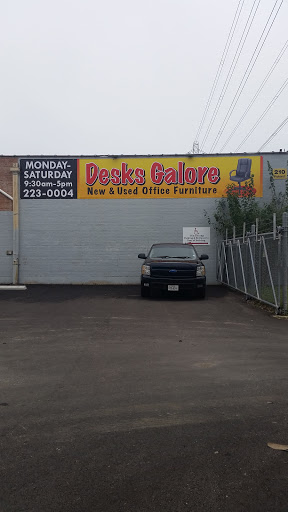 MONDAY-
SATURDAY
9:30am-5pm
223-0004
Desks Galore
New & Used Office Furniture
210